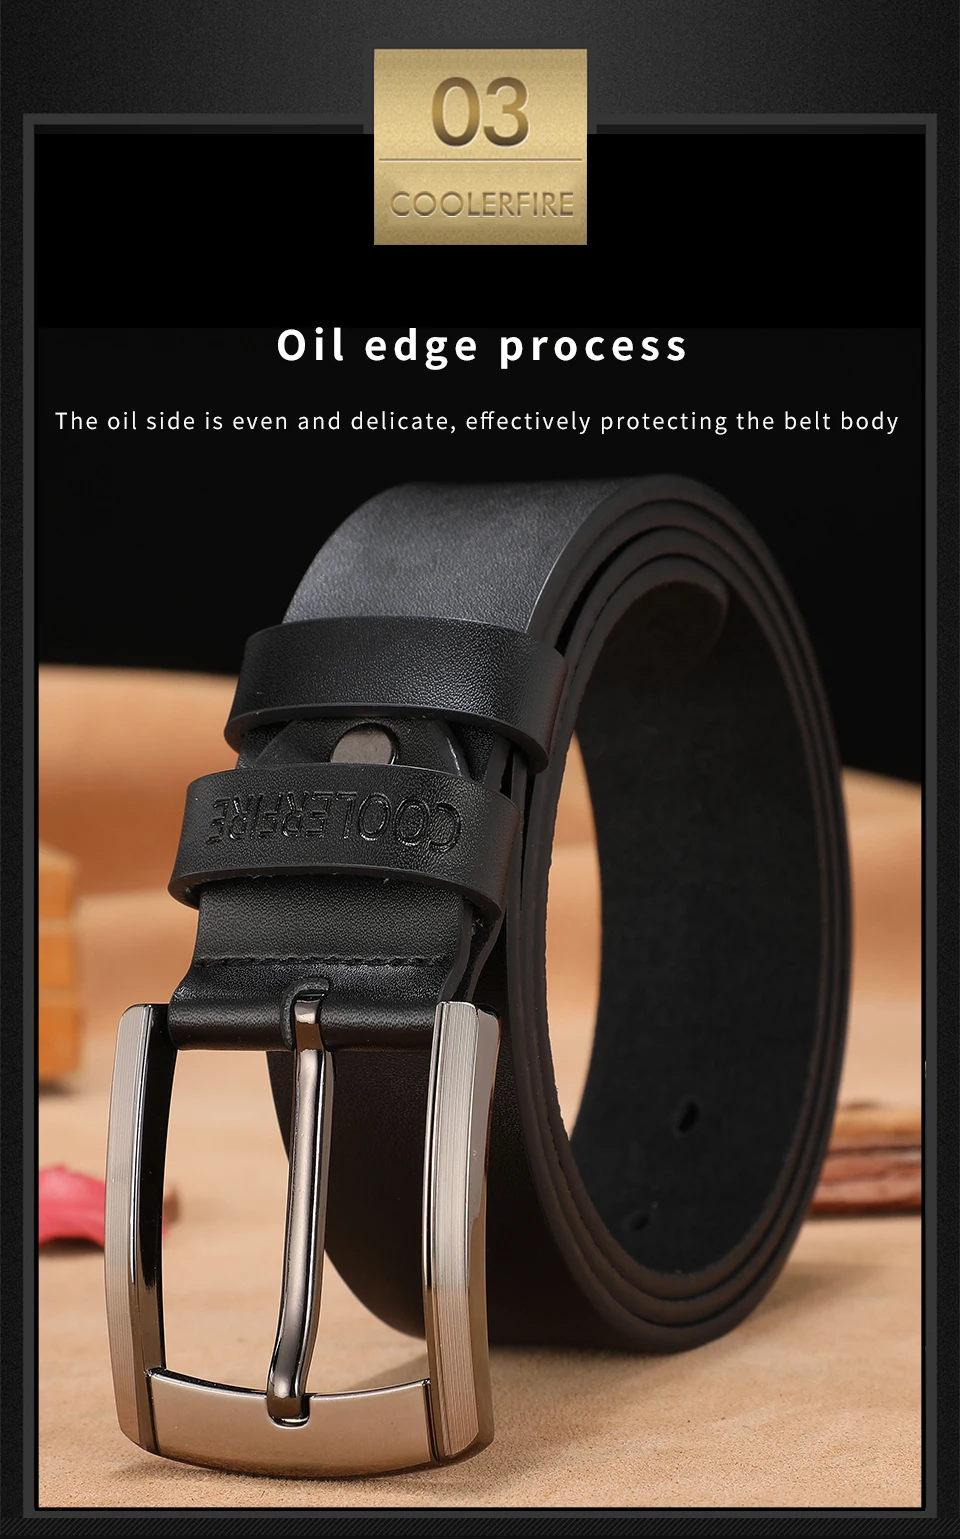 03
COOLERFIRE
Oil edge process
The oil side is even and delicate, effectively protecting the belt body
COOLERFIRE